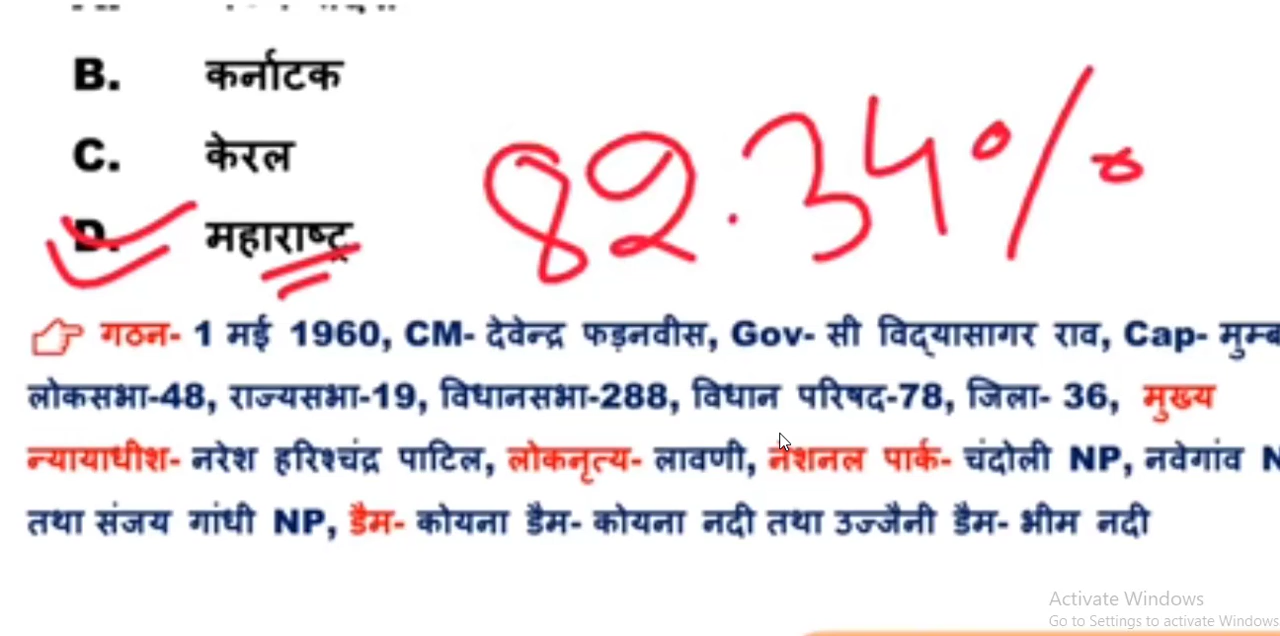 B. कर्नाटक
C. केरल
D. महाराष्ट्र
82.34%
गठन- 1 मई 1960, CM- देवेन्द्र फड़नवीस, Gov- सी विद्यासागर राव, Cap-
लोकसभा-48, राज्यसभा-19, विधानसभा-288, विधान परिषद-78, जिला- 36, मुख्य
न्यायाधीश- नरेश हरिश्चंद्र पाटिल, लोकनृत्य- लावणी, नेशनल पार्क- चंदोली NP, नवेगांव N
तथा संजय गांधी NP, डैम- कोयना डैम- कोयना नदी तथा उज्जैनी डैम- भीम नदी
Activate Windows
Go to Settings to activate Windows